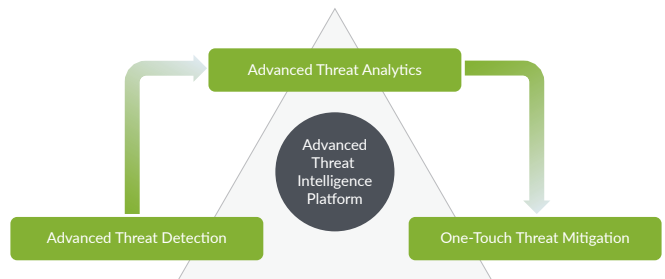 Advanced Threat Analytics
Advanced
Threat
Intelligence
Platform
Advanced Threat Detection
One-Touch Threat Mitigation